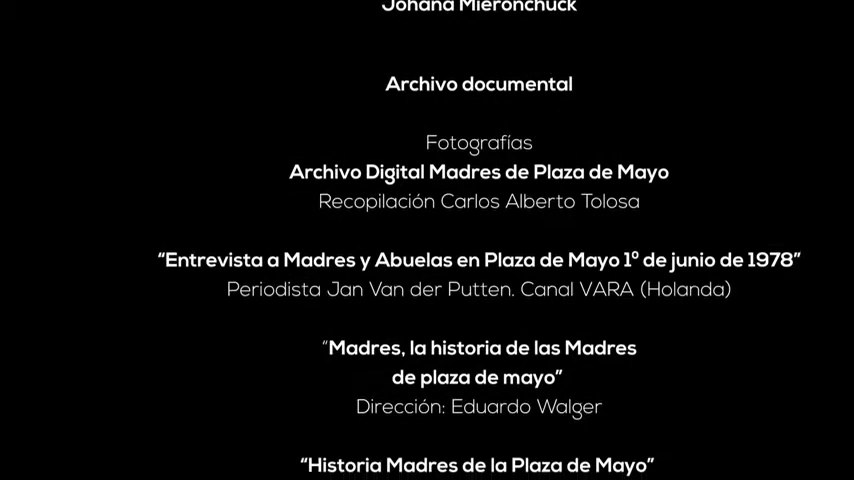 Johana Mieronchuck
Archivo documental
Fotografías
Archivo Digital Madres de Plaza de Mayo
Recopilación Carlos Alberto Tolosa
“Entrevista a Madres y Abuelas en Plaza de Mayo 1º de junio de 1978”
Periodista Jan Van der Putten. Canal VARA (Holanda)
“Madres, la historia de las Madres
de plaza de mayo”
Dirección: Eduardo Walger
“Historia Madres de la Plaza de Mayo”